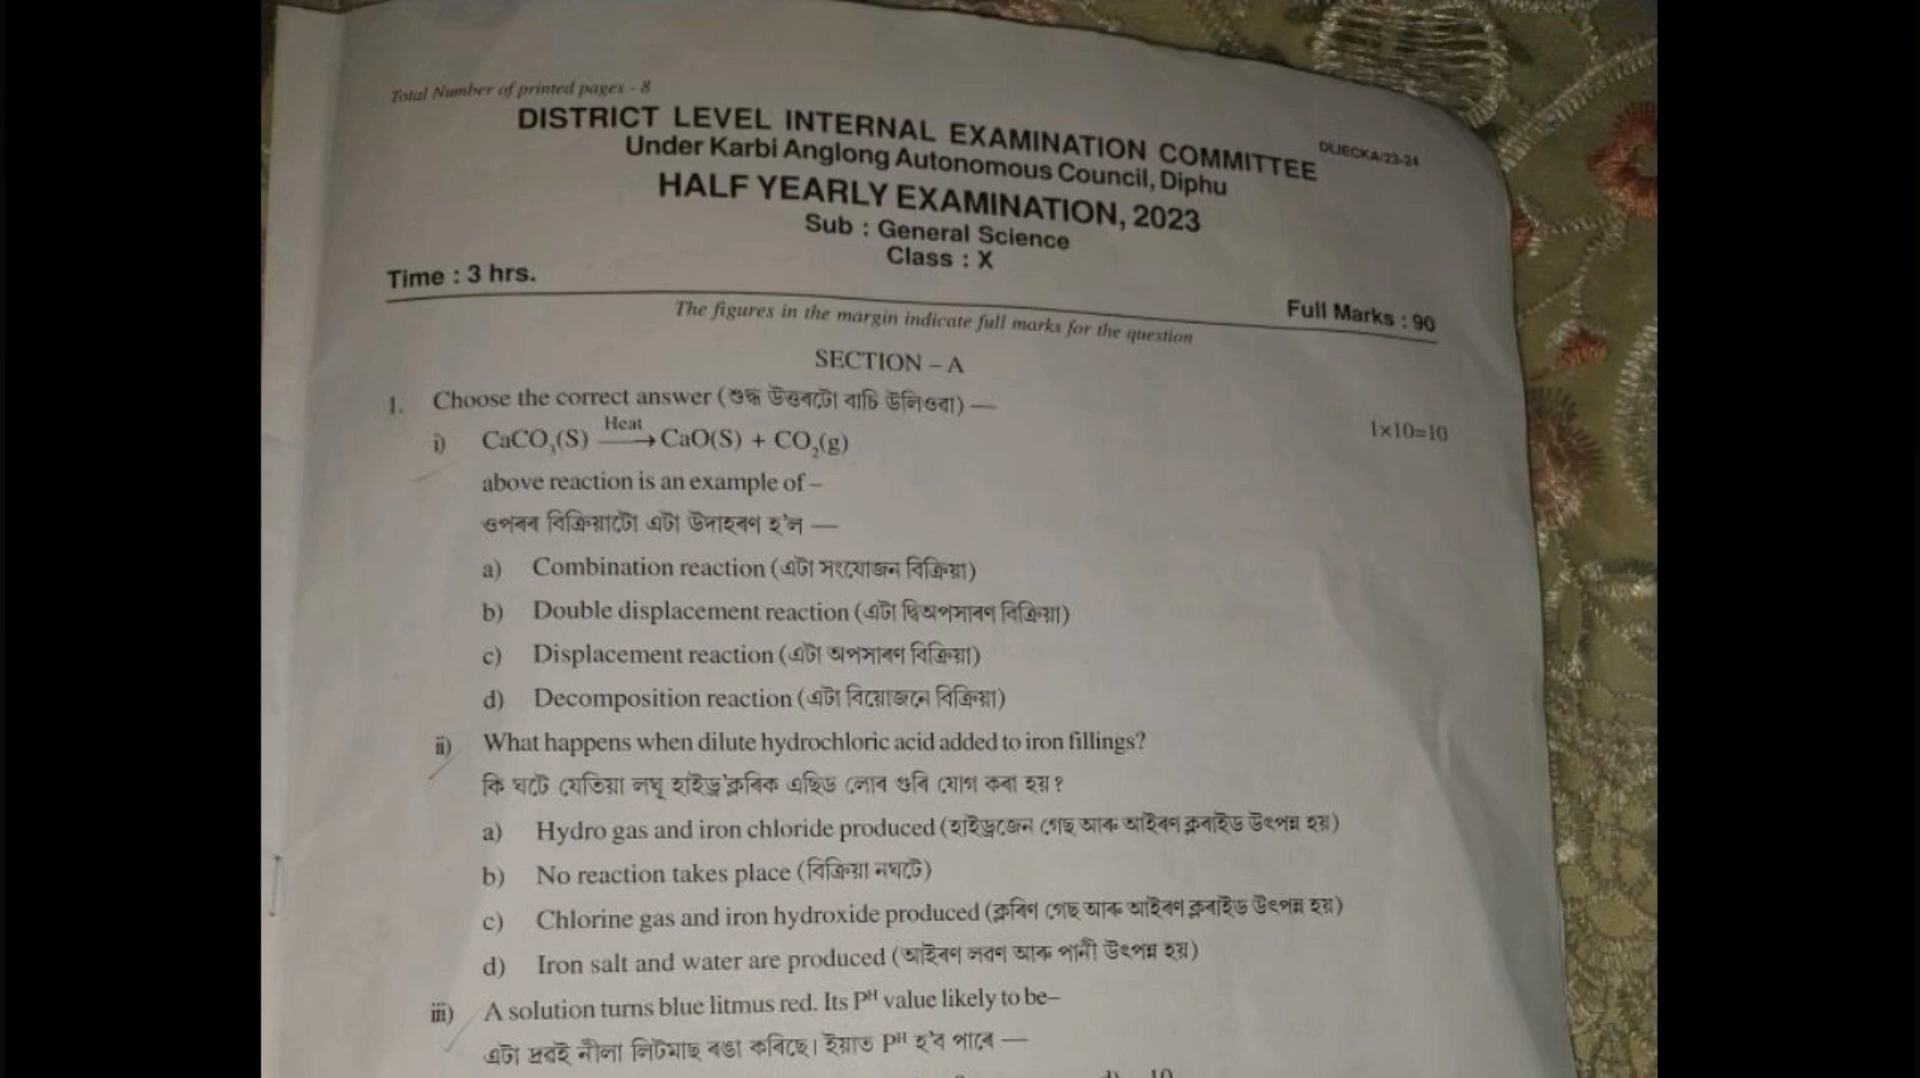 Total Number of printed pages - 8
DISTRICT LEVEL INTERNAL EXAMINATION COMMITTEE
DLIECKA/23-24
Under Karbi Anglong Autonomous Council, Diphu
HALF YEARLY EXAMINATION, 2023
Sub : General Science
Class : X
Time : 3 hrs.
Full Marks : 90
The figures in the margin indicate full marks for the question
SECTION – A
1. Choose the correct answer (শুদ্ধ উত্তৰটো বাচি উলিওৱা) — 1×10=10
i) CaCO₃(S) Heat → CaO(S) + CO₂(g)
above reaction is an example of –
ওপৰৰ বিক্ৰিয়াটো এটা উদাহৰণ হ'ল —
a) Combination reaction (এটা সংযোজন বিক্ৰিয়া)
b) Double displacement reaction (এটা দ্বিঅপসাৰণ বিক্ৰিয়া)
c) Displacement reaction (এটা অপসাৰণ বিক্ৰিয়া)
d) Decomposition reaction (এটা বিয়োজনে বিক্ৰিয়া)
ii) What happens when dilute hydrochloric acid added to iron fillings?
কি ঘটে যেতিয়া লঘূ হাইড্ৰ'ক্লৰিক এছিড লোৰ গুৰি যোগ কৰা হয়?
a) Hydro gas and iron chloride produced (হাইড্ৰজেন গেছ আৰু আইৰণ ক্লৰাইড উৎপন্ন হয়)
b) No reaction takes place (বিক্ৰিয়া নঘটে)
c) Chlorine gas and iron hydroxide produced (ক্লৰিণ গেছ আৰু আইৰণ ক্লৰাইড উৎপন্ন হয়)
d) Iron salt and water are produced (আইৰণ লৱণ আৰু পানী উৎপন্ন হয়)
iii) A solution turns blue litmus red. Its Pᴴ value likely to be–
এটা দ্ৰৱই নীলা লিটমাছ ৰঙা কৰিছে। ইয়াত Pᴴ হ'ব পাৰে —
10